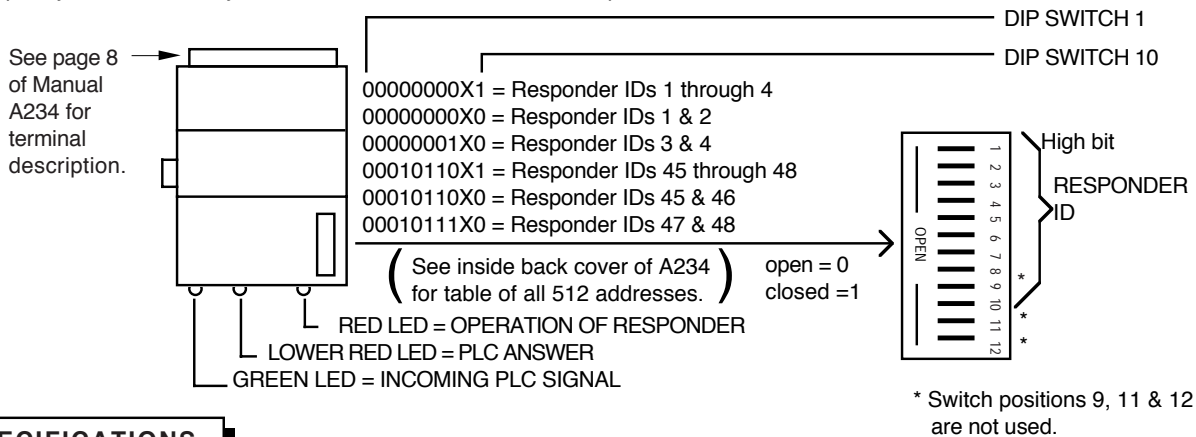 DIP SWITCH 1
DIP SWITCH 10
See page 8
of Manual
A234 for
terminal
description.
00000000X1 = Responder IDs 1 through 4
00000000X0 = Responder IDs 1 & 2
00000001X0 = Responder IDs 3 & 4
00010110X1 = Responder IDs 45 through 48
00010110X0 = Responder IDs 45 & 46
00010111X0 = Responder IDs 47 & 48
(See inside back cover of A234
for table of all 512 addresses.)
open = 0
closed =1
OPEN
1 2 3 4 5 6 7 8 9 10 11 12
*
*
*
High bit
RESPONDER
ID
RED LED = OPERATION OF RESPONDER
LOWER RED LED = PLC ANSWER
GREEN LED = INCOMING PLC SIGNAL
* Switch positions 9, 11 & 12
are not used.